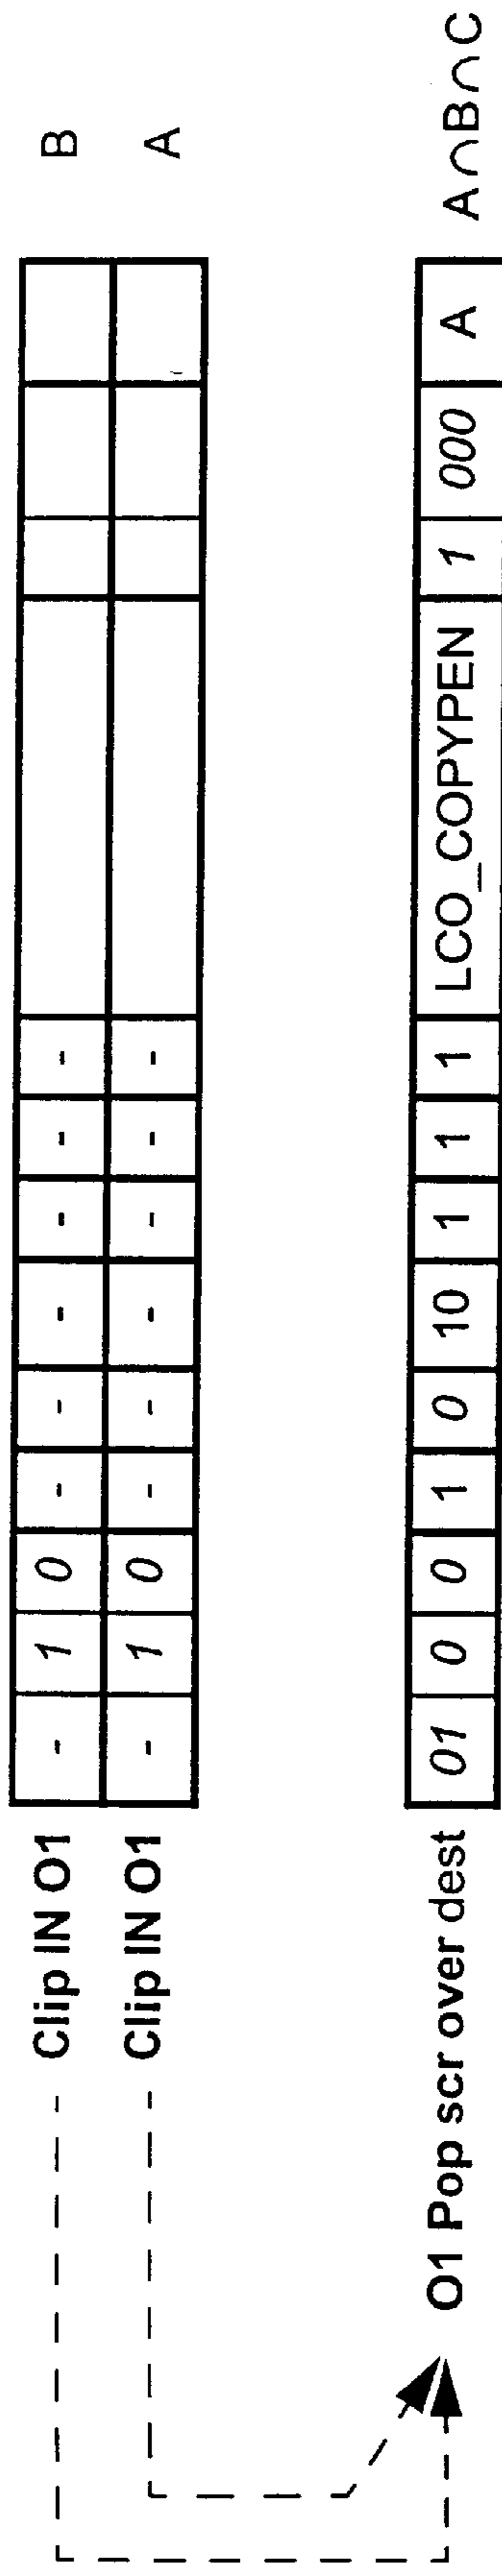 Clip IN O1 - 1 0 - - - - - - B
Clip IN O1 - 1 0 - - - - - - A
O1 Pop scr over dest 01 0 0 1 0 10 1 1 1 LCO_COPYPEN 1 000 A A∩B∩C